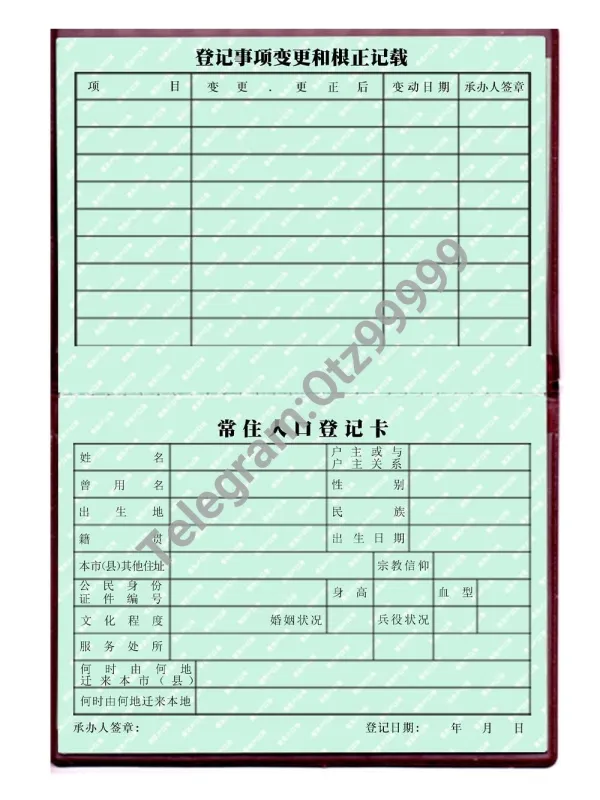 登记事项变更和根正记载
项 目 变 更 . 更 正 后 变动日期 承办人签章
Telegram:Qtz99999
常住人口登记卡
姓 名 户主或与
户主关系
曾用名 性 别
出生地 民 族
籍 贯 出生日期
本市(县)其他住址 宗教信仰
公民身份
证件编号 身高 血型
文化程度 婚姻状况 兵役状况
服务处所
何时由何地
迁来本市(县)
何时由何地迁来本地
承办人签章: 登记日期: 年 月 日